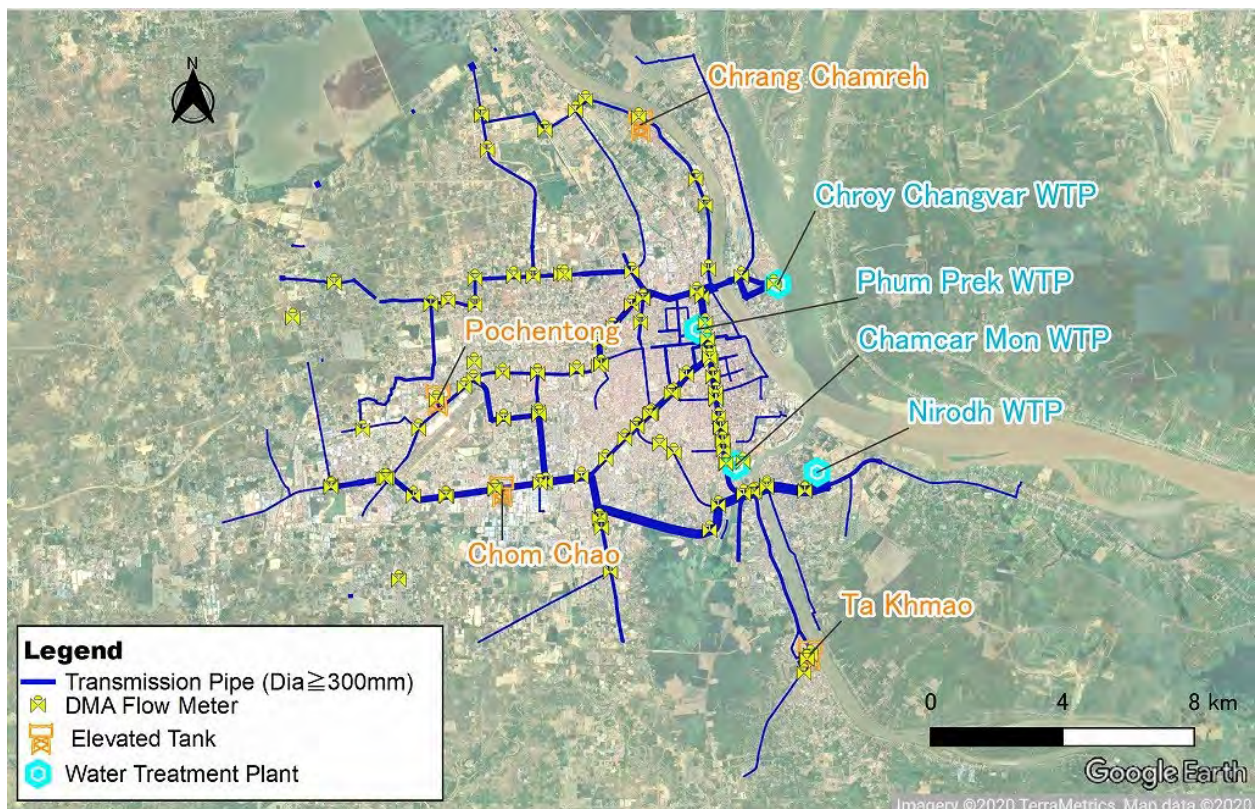 N
Chrang Chamreh
Chroy Changvar WTP
Phum Prek WTP
Pochentong
Chamcar Mon WTP
Nirodh WTP
Chom Chao
Ta Khmao
Legend
Transmission Pipe (Dia≧300mm)
DMA Flow Meter
Elevated Tank
Water Treatment Plant
0 4 8 km
Google Earth
Imagery ©2020 TerraMetrics, Map data ©2020